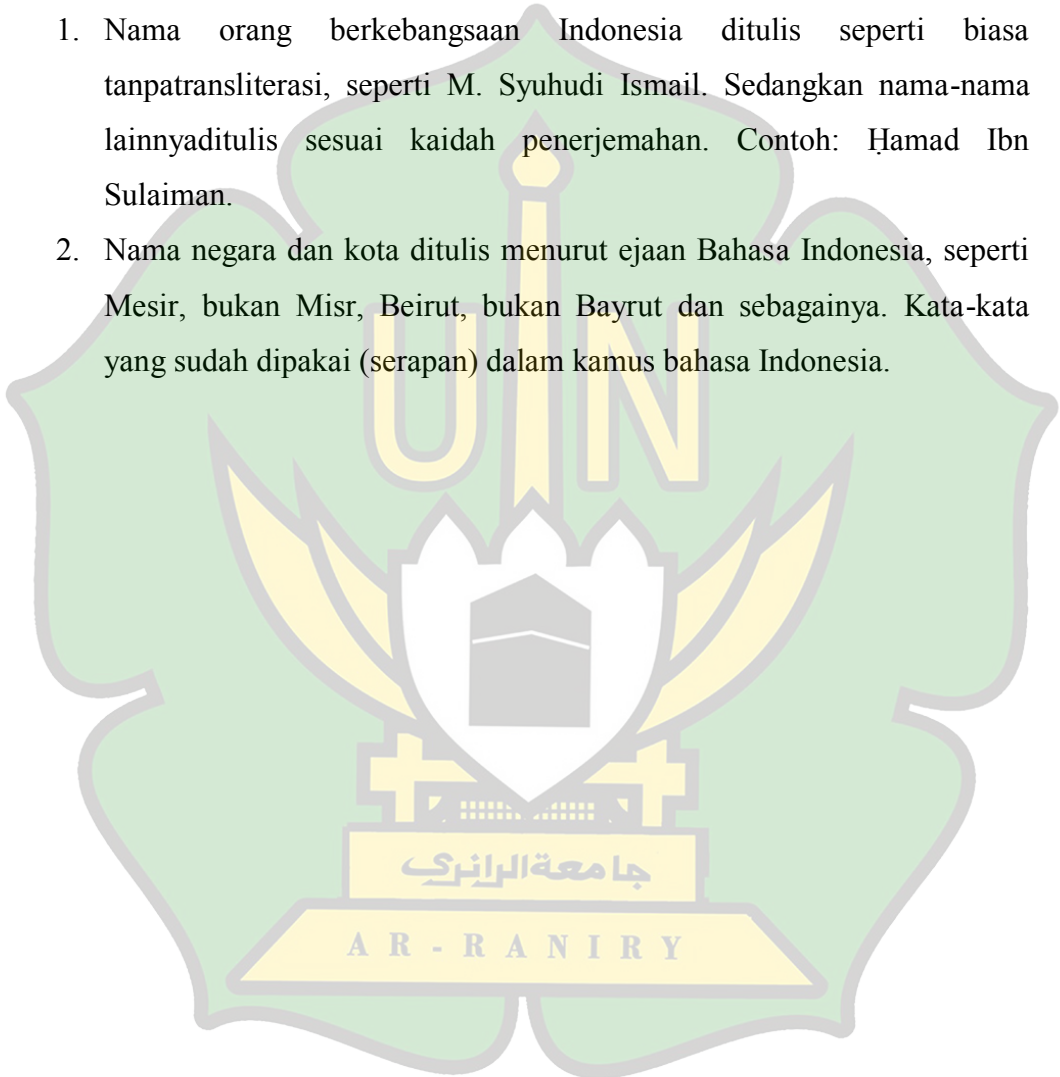 1. Nama orang berkebangsaan Indonesia ditulis seperti biasa
tanpatransliterasi, seperti M. Syuhudi Ismail. Sedangkan nama-nama
lainnyaditulis sesuai kaidah penerjemahan. Contoh: Ḥamad Ibn
Sulaiman.
2. Nama negara dan kota ditulis menurut ejaan Bahasa Indonesia, seperti
Mesir, bukan Misr, Beirut, bukan Bayrut dan sebagainya. Kata-kata
yang sudah dipakai (serapan) dalam kamus bahasa Indonesia.
UIN
جامعةالرانري
AR-RANIRY